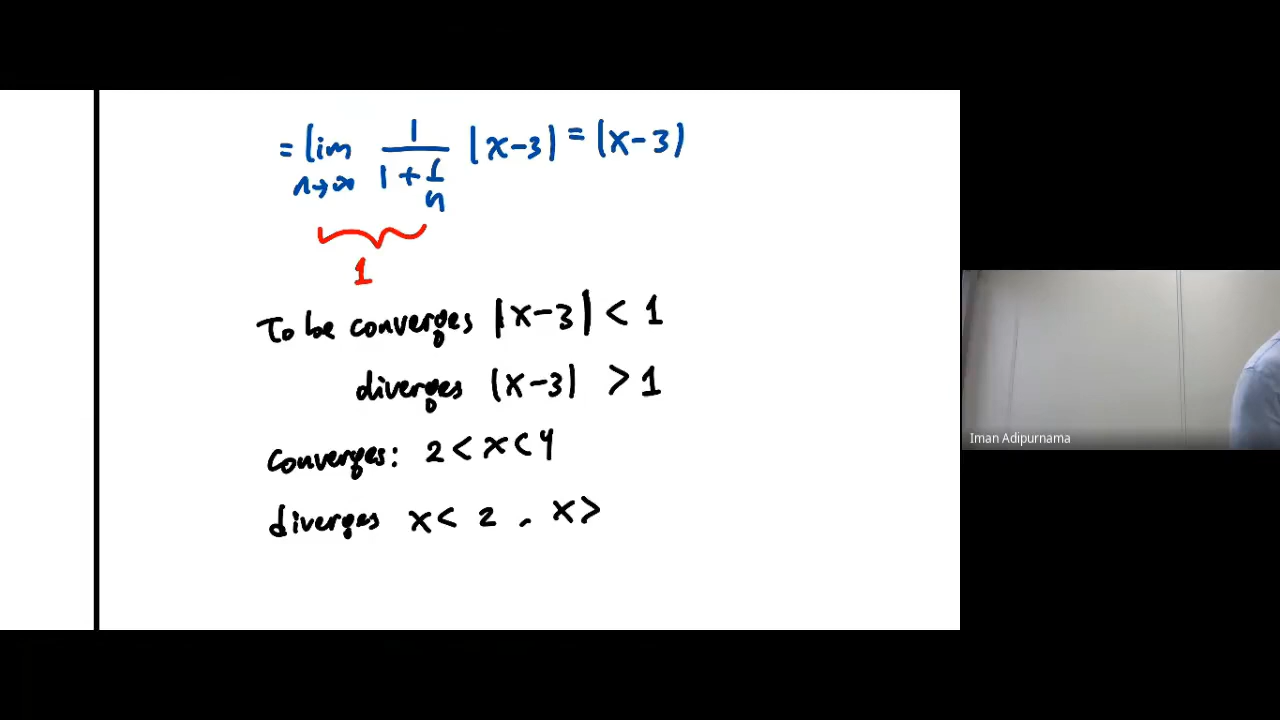 = lim n→∞ 1/(1 + 1/n) |x-3| = |x-3|
1
To be converges |x-3| < 1
diverges |x-3| > 1
Converges: 2 < x < 4
diverges x < 2 , x >
Iman Adipurnama